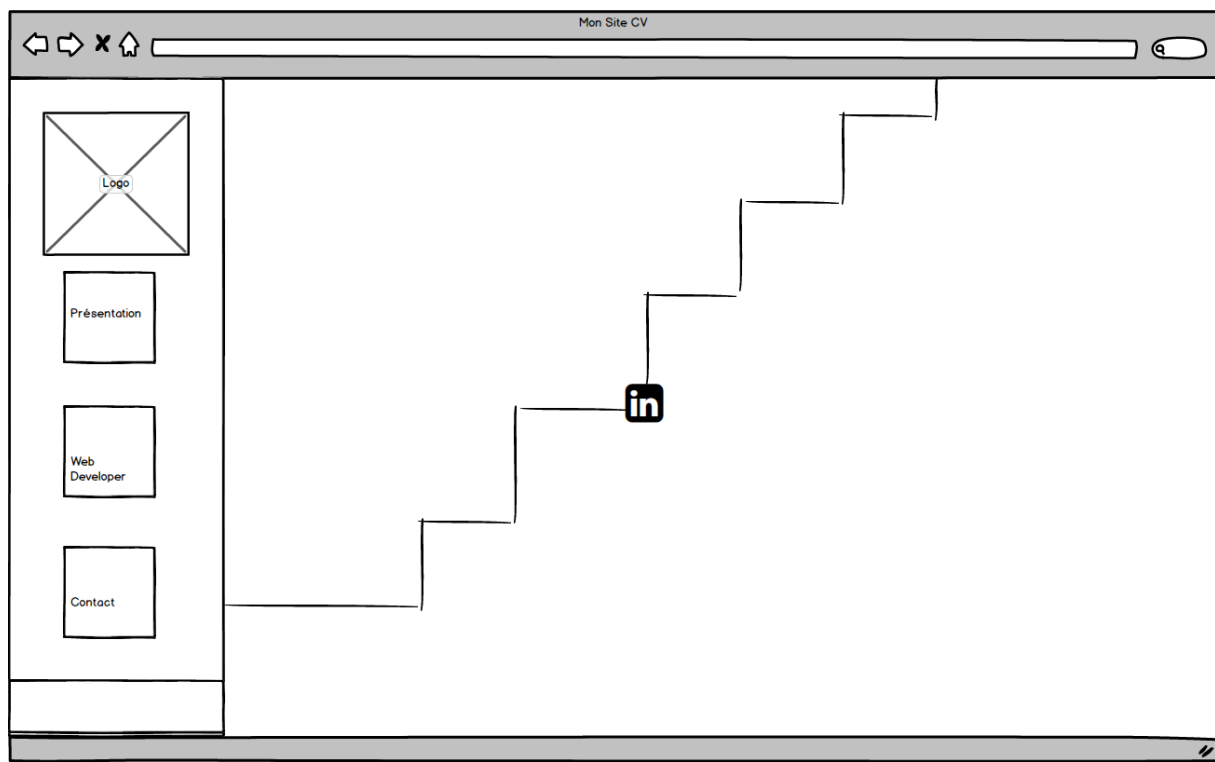 Mon Site CV
Logo
Présentation
Web
Developer
Contact
in